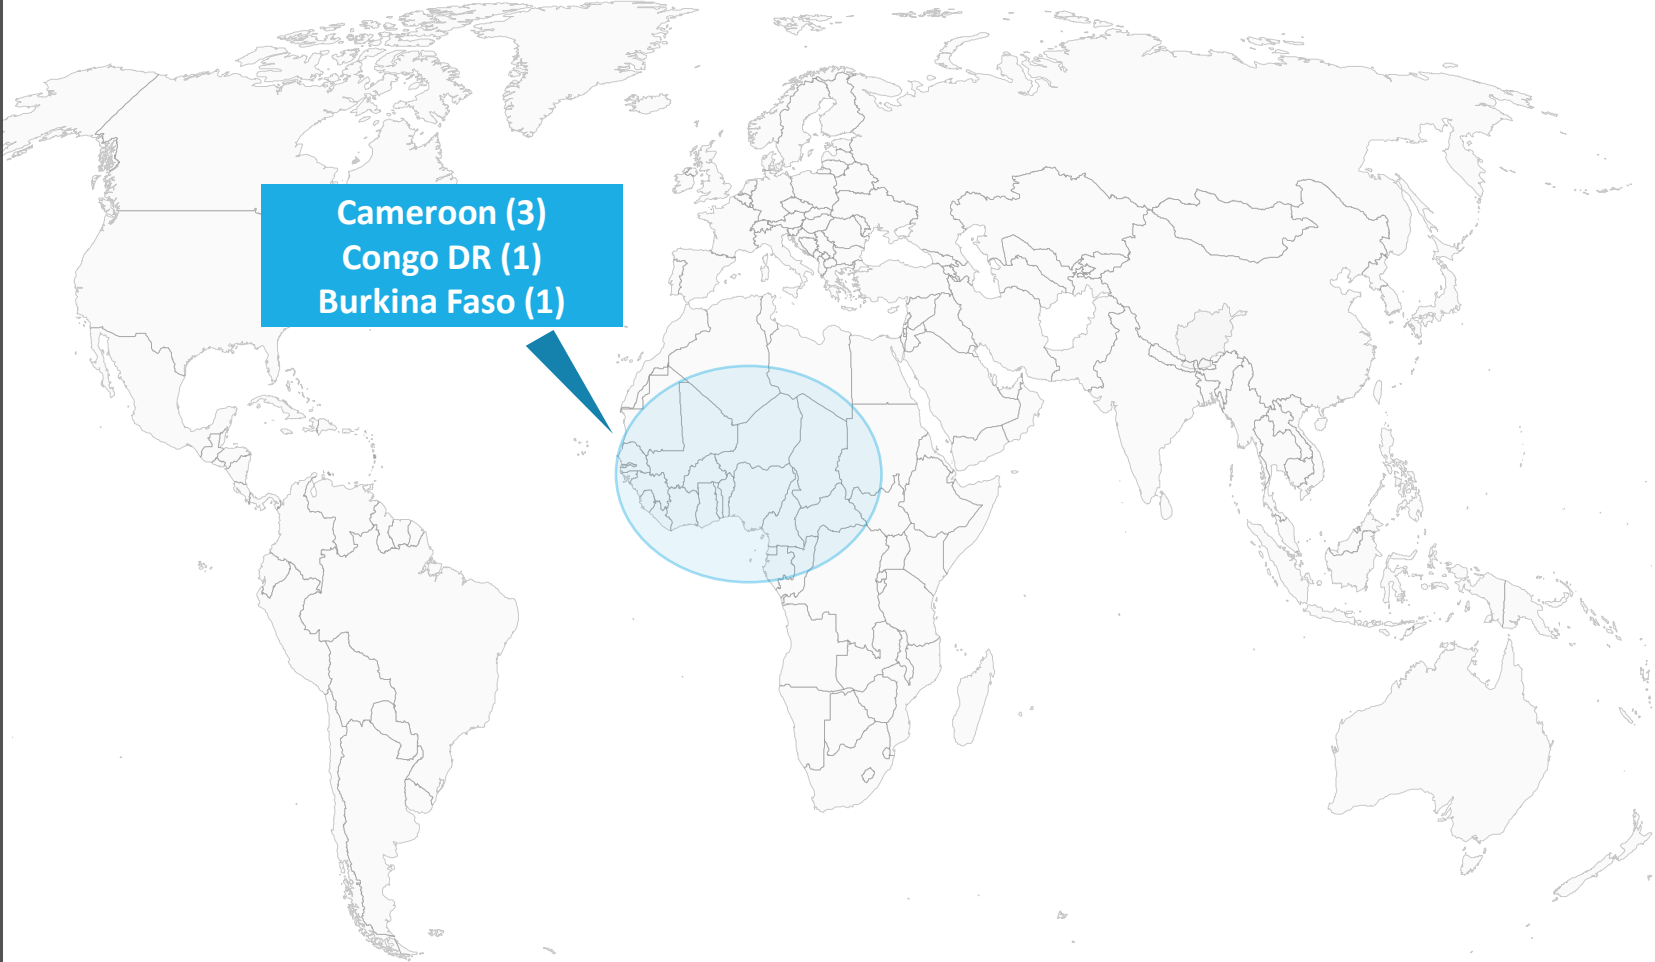 Cameroon (3)
Congo DR (1)
Burkina Faso (1)